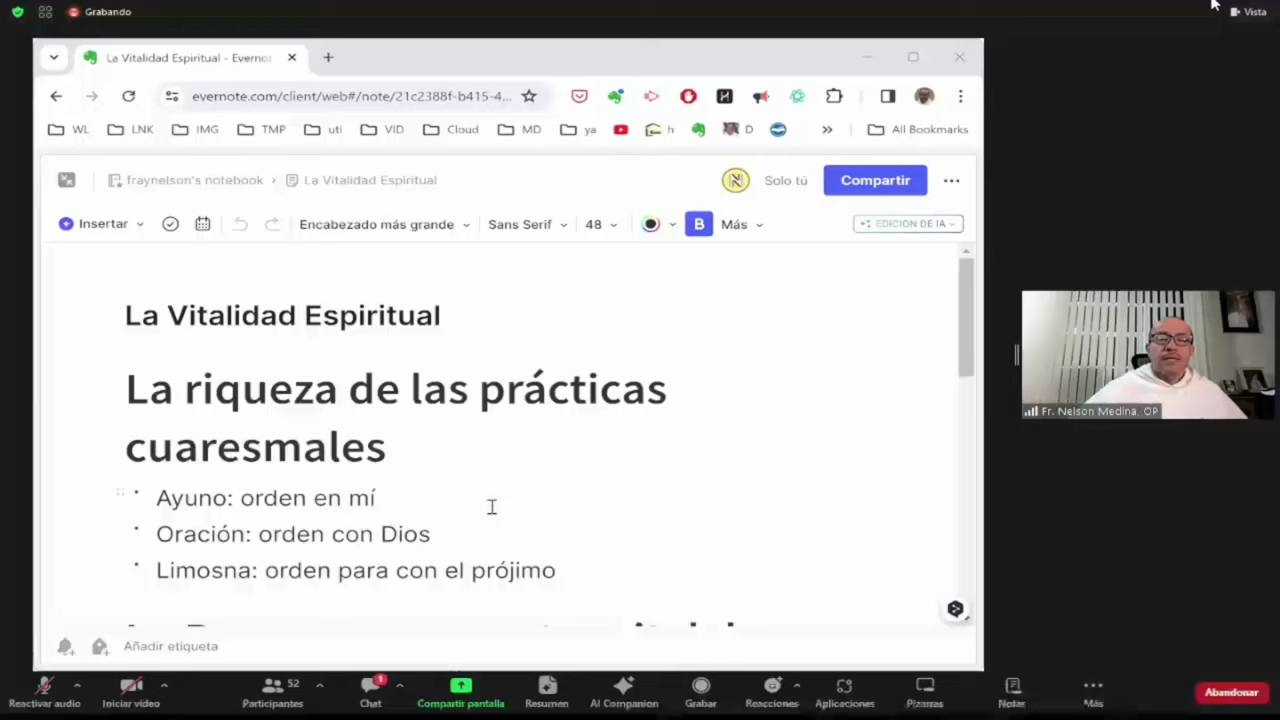 Grabando
Vista
La Vitalidad Espiritual - Everno
evernote.com/client/web#/note/21c2388f-b415-4...
WL LNK IMG TMP uti VID Cloud MD ya h D » All Bookmarks
fraynelson's notebook > La Vitalidad Espiritual
Solo tú Compartir
Insertar Encabezado más grande Sans Serif 48 B Más EDICION DE IA
La Vitalidad Espiritual
La riqueza de las prácticas
cuaresmales
Ayuno: orden en mí
Oración: orden con Dios
Limosna: orden para con el prójimo
Añadir etiqueta
Fr. Nelson Medina, OP
52 1
Reactivar audio Iniciar vídeo Participantes Chat Compartir pantalla Resumen AI Companion Grabar Reacciones Aplicaciones Pizarras Notas Más Abandonar